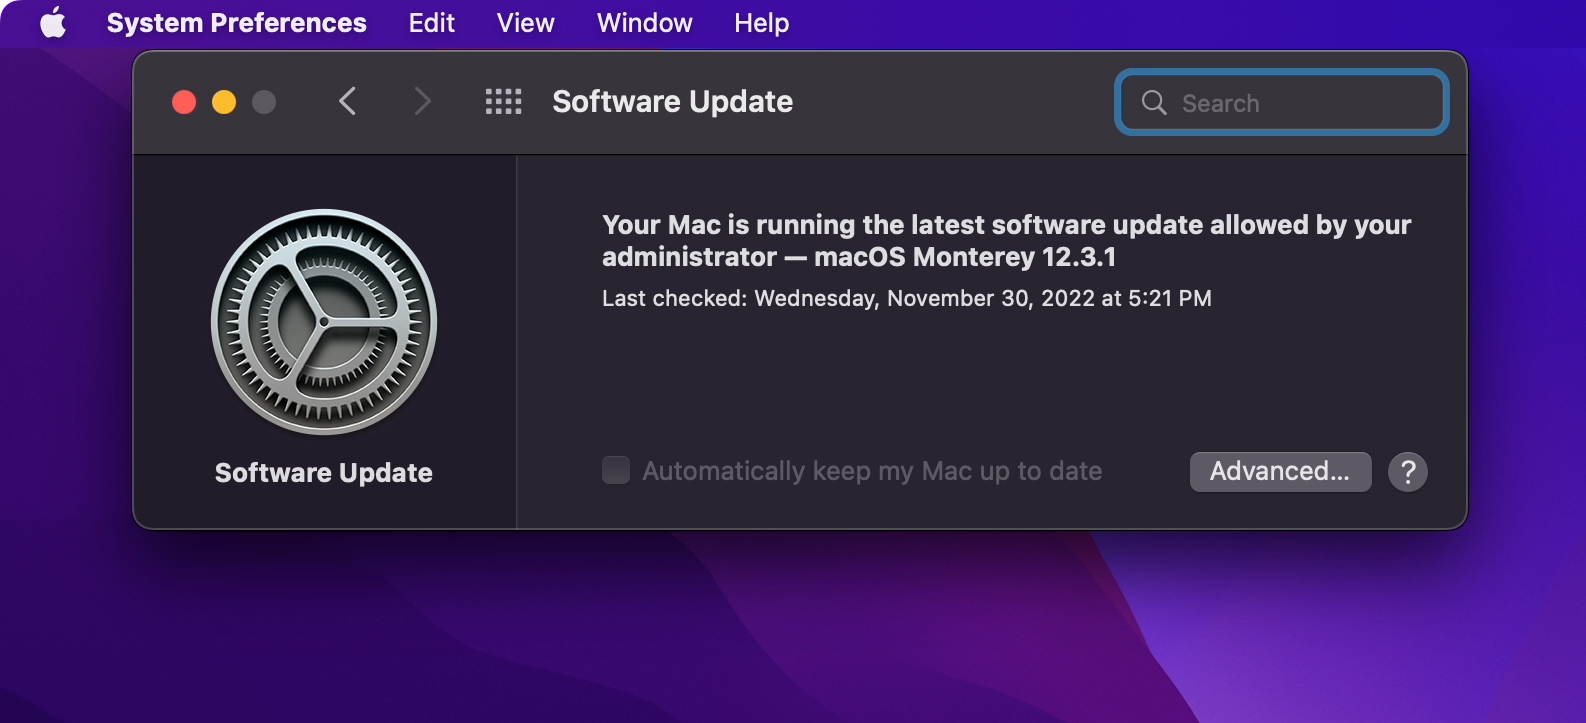 System Preferences Edit View Window Help
Software Update
Search
Your Mac is running the latest software update allowed by your
administrator — macOS Monterey 12.3.1
Last checked: Wednesday, November 30, 2022 at 5:21 PM
Software Update
Automatically keep my Mac up to date
Advanced...
?